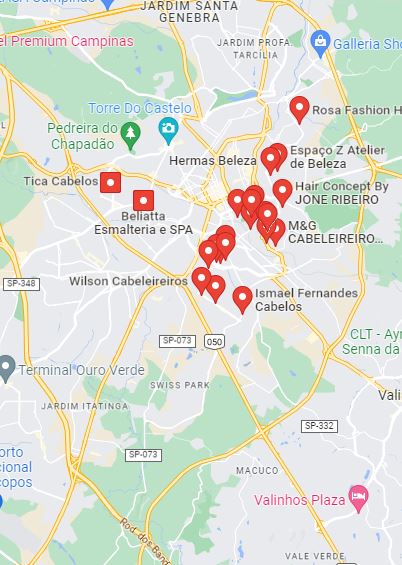 JARDIM SANTA
GENEBRA
el Premium Campinas
JARDIM PROFA.
TARCÍLIA
Galleria Sho
Torre Do Castelo
Rosa Fashion H
Pedreira do
Chapadão
Hermas Beleza
Espaço Z Atelier
de Beleza
Tica Cabelos
Hair Concept By
JONE RIBEIRO
Beliatta
Esmalteria e SPA
M&G
CABELEIREIRO...
SP-348
Wilson Cabeleireiros
Ismael Fernandes
Cabelos
SP-073
050
CLT - Ayr
Senna da
Terminal Ouro Verde
SWISS PARK
Vali
JARDIM ITATINGA
SP-332
SP-073
orto
cional
copos
MACUCO
Valinhos Plaza
Rod. dos Band
VALE VERDE